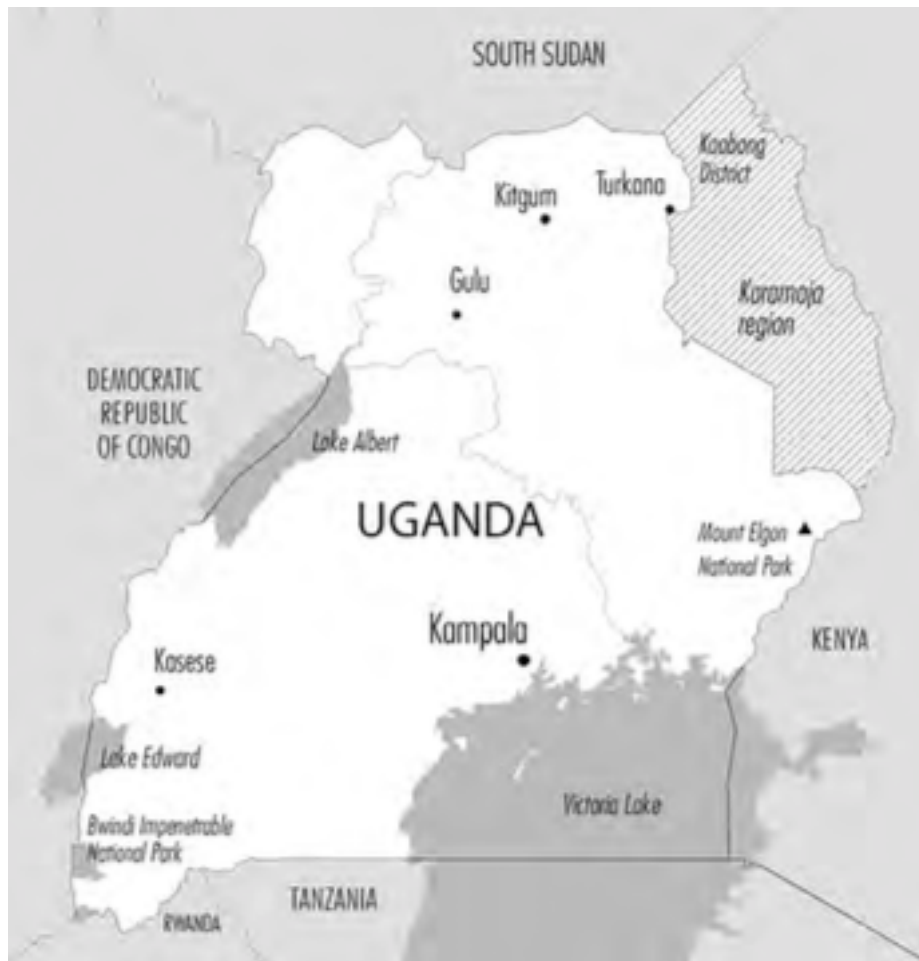 SOUTH SUDAN
Kaabong
District
Kitgum
Turkana
Karamoja
region
Gulu
DEMOCRATIC
REPUBLIC
OF CONGO
Lake Albert
UGANDA
Mount Elgon
National Park
Kampala
KENYA
Kasese
Lake Edward
Victoria Lake
Bwindi Impenetrable
National Park
TANZANIA
RWANDA